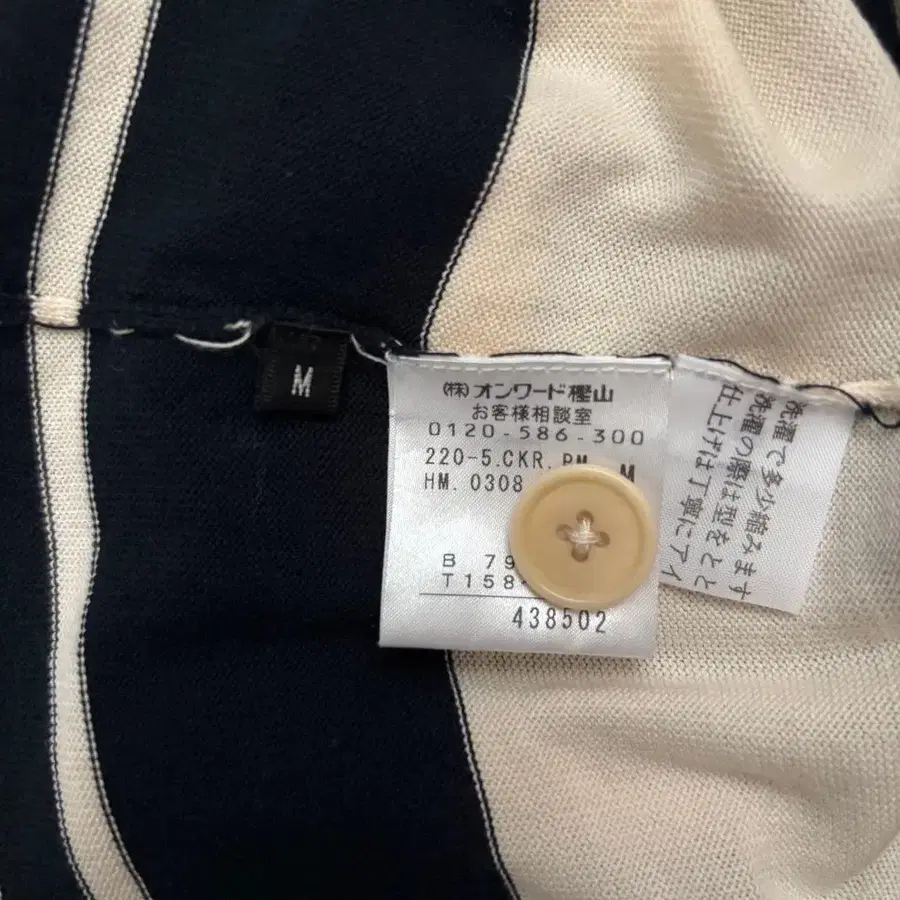 M
(株)オンワード樫山
お客様相談室
0120-586-300
220-5.CKR.PM M
HM.0308
B 79
T158
438502
洗濯で多少縮みます
洗濯の際は型をとと
仕上げは丁寧にアイ